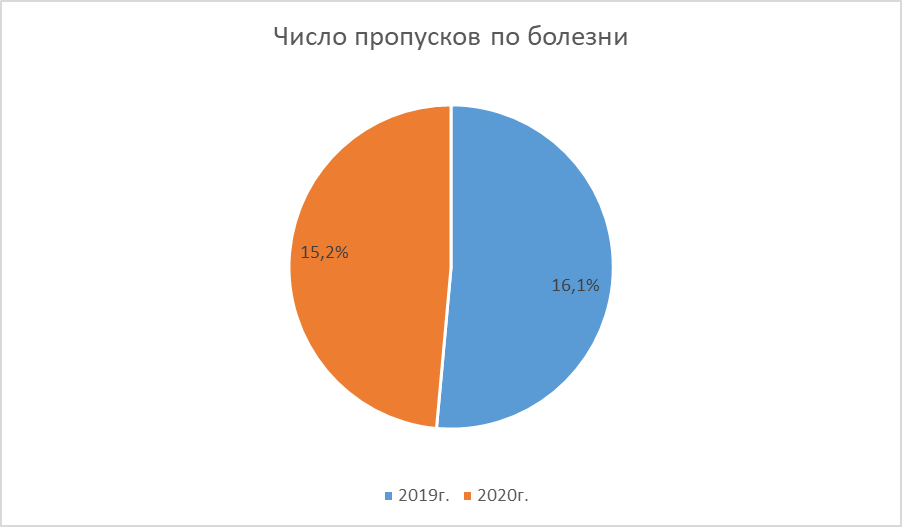 Число пропусков по болезни
15,2%
16,1%
2019г. 2020г.